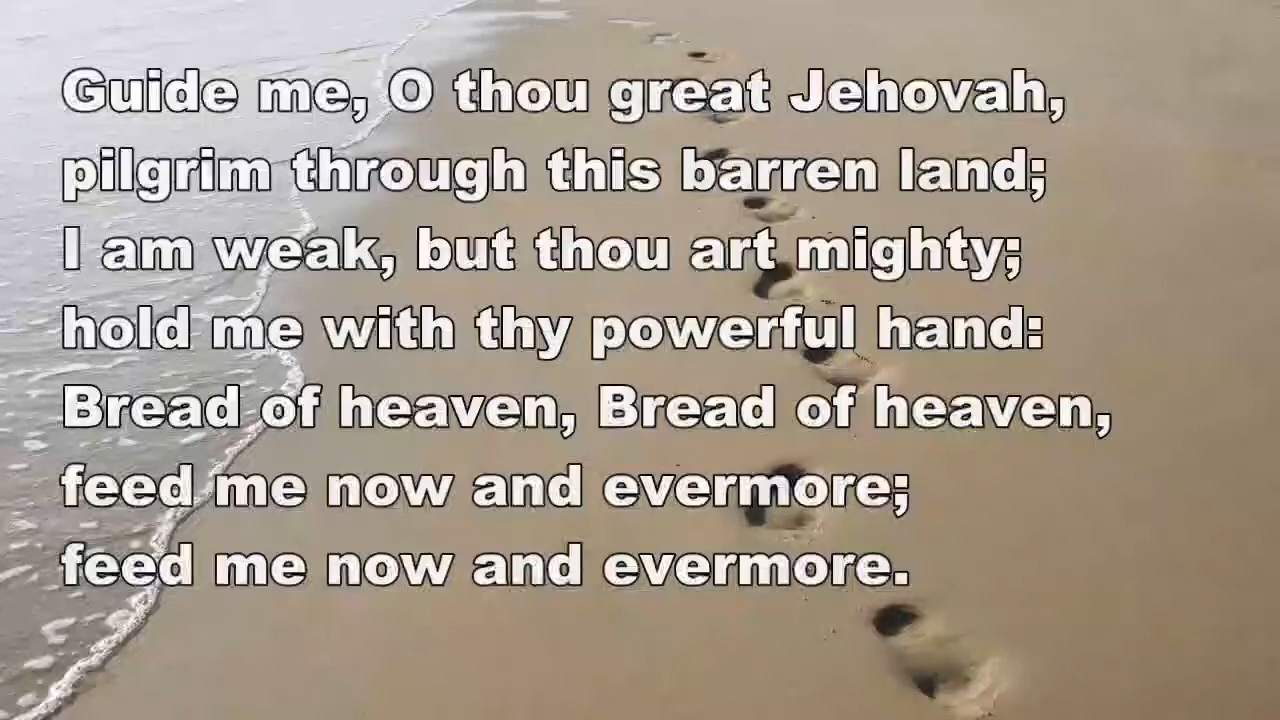 Guide me, O thou great Jehovah,
pilgrim through this barren land;
I am weak, but thou art mighty;
hold me with thy powerful hand:
Bread of heaven, Bread of heaven,
feed me now and evermore;
feed me now and evermore.